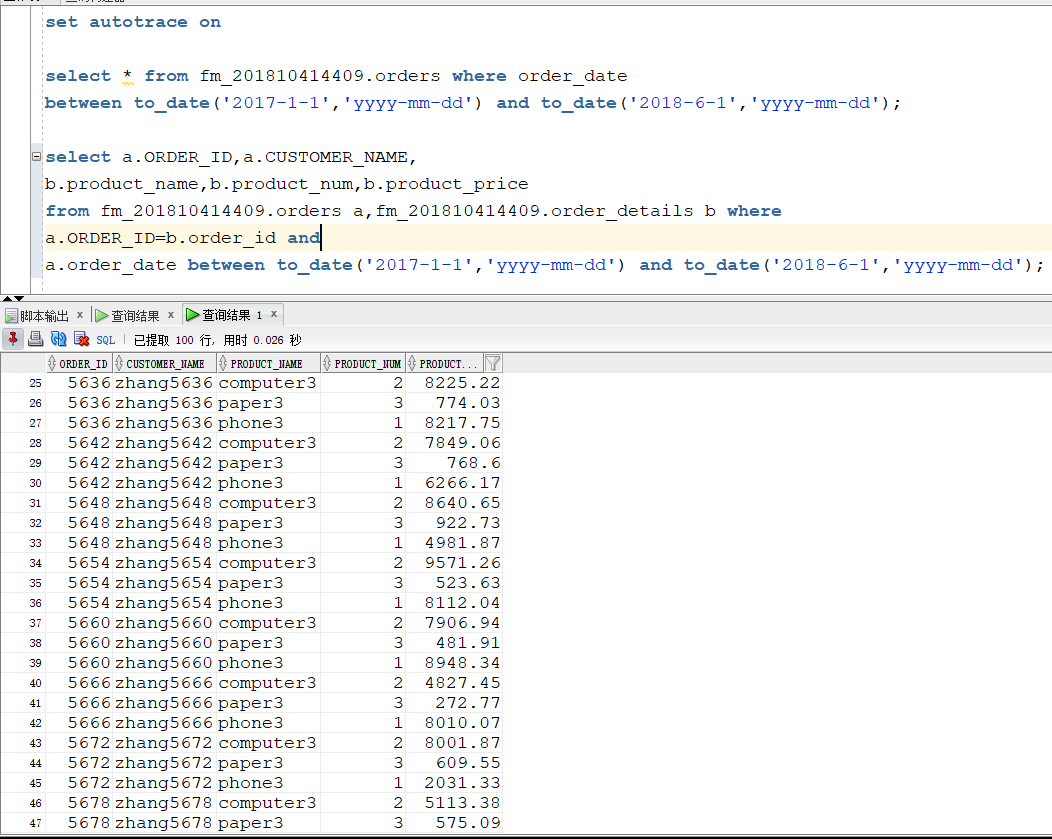 set autotrace on
select * from fm_201810414409.orders where order_date
between to_date('2017-1-1','yyyy-mm-dd') and to_date('2018-6-1','yyyy-mm-dd');
select a.ORDER_ID,a.CUSTOMER_NAME,
b.product_name,b.product_num,b.product_price
from fm_201810414409.orders a,fm_201810414409.order_details b where
a.ORDER_ID=b.order_id and
a.order_date between to_date('2017-1-1','yyyy-mm-dd') and to_date('2018-6-1','yyyy-mm-dd');
脚本输出 x 查询结果 x 查询结果 1 x
SQL | 已提取 100 行, 用时 0.026 秒
ORDER_ID CUSTOMER_NAME PRODUCT_NAME PRODUCT_NUM PRODUCT...
25 5636 zhang5636 computer3 2 8225.22
26 5636 zhang5636 paper3 3 774.03
27 5636 zhang5636 phone3 1 8217.75
28 5642 zhang5642 computer3 2 7849.06
29 5642 zhang5642 paper3 3 768.6
30 5642 zhang5642 phone3 1 6266.17
31 5648 zhang5648 computer3 2 8640.65
32 5648 zhang5648 paper3 3 922.73
33 5648 zhang5648 phone3 1 4981.87
34 5654 zhang5654 computer3 2 9571.26
35 5654 zhang5654 paper3 3 523.63
36 5654 zhang5654 phone3 1 8112.04
37 5660 zhang5660 computer3 2 7906.94
38 5660 zhang5660 paper3 3 481.91
39 5660 zhang5660 phone3 1 8948.34
40 5666 zhang5666 computer3 2 4827.45
41 5666 zhang5666 paper3 3 272.77
42 5666 zhang5666 phone3 1 8010.07
43 5672 zhang5672 computer3 2 8001.87
44 5672 zhang5672 paper3 3 609.55
45 5672 zhang5672 phone3 1 2031.33
46 5678 zhang5678 computer3 2 5113.38
47 5678 zhang5678 paper3 3 575.09